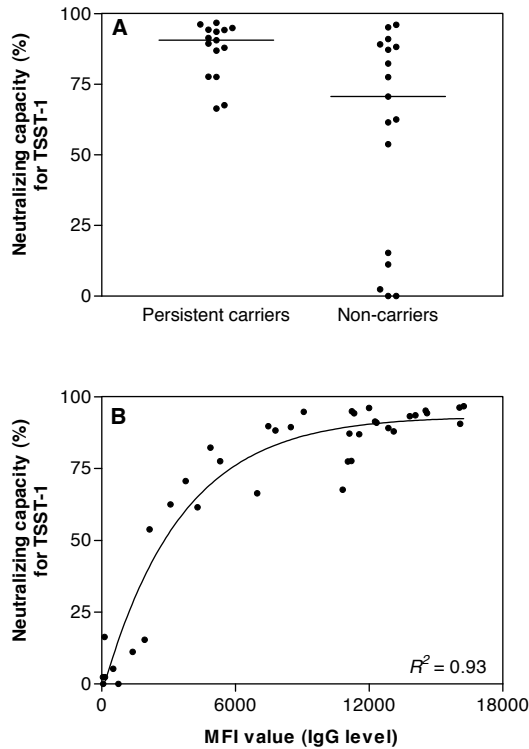 A
Neutralizing capacity (%)
for TSST-1
100
75
50
25
0
Persistent carriers
Non-carriers
B
Neutralizing capacity (%)
for TSST-1
100
75
50
25
0
R² = 0.93
0
6000
12000
18000
MFI value (IgG level)